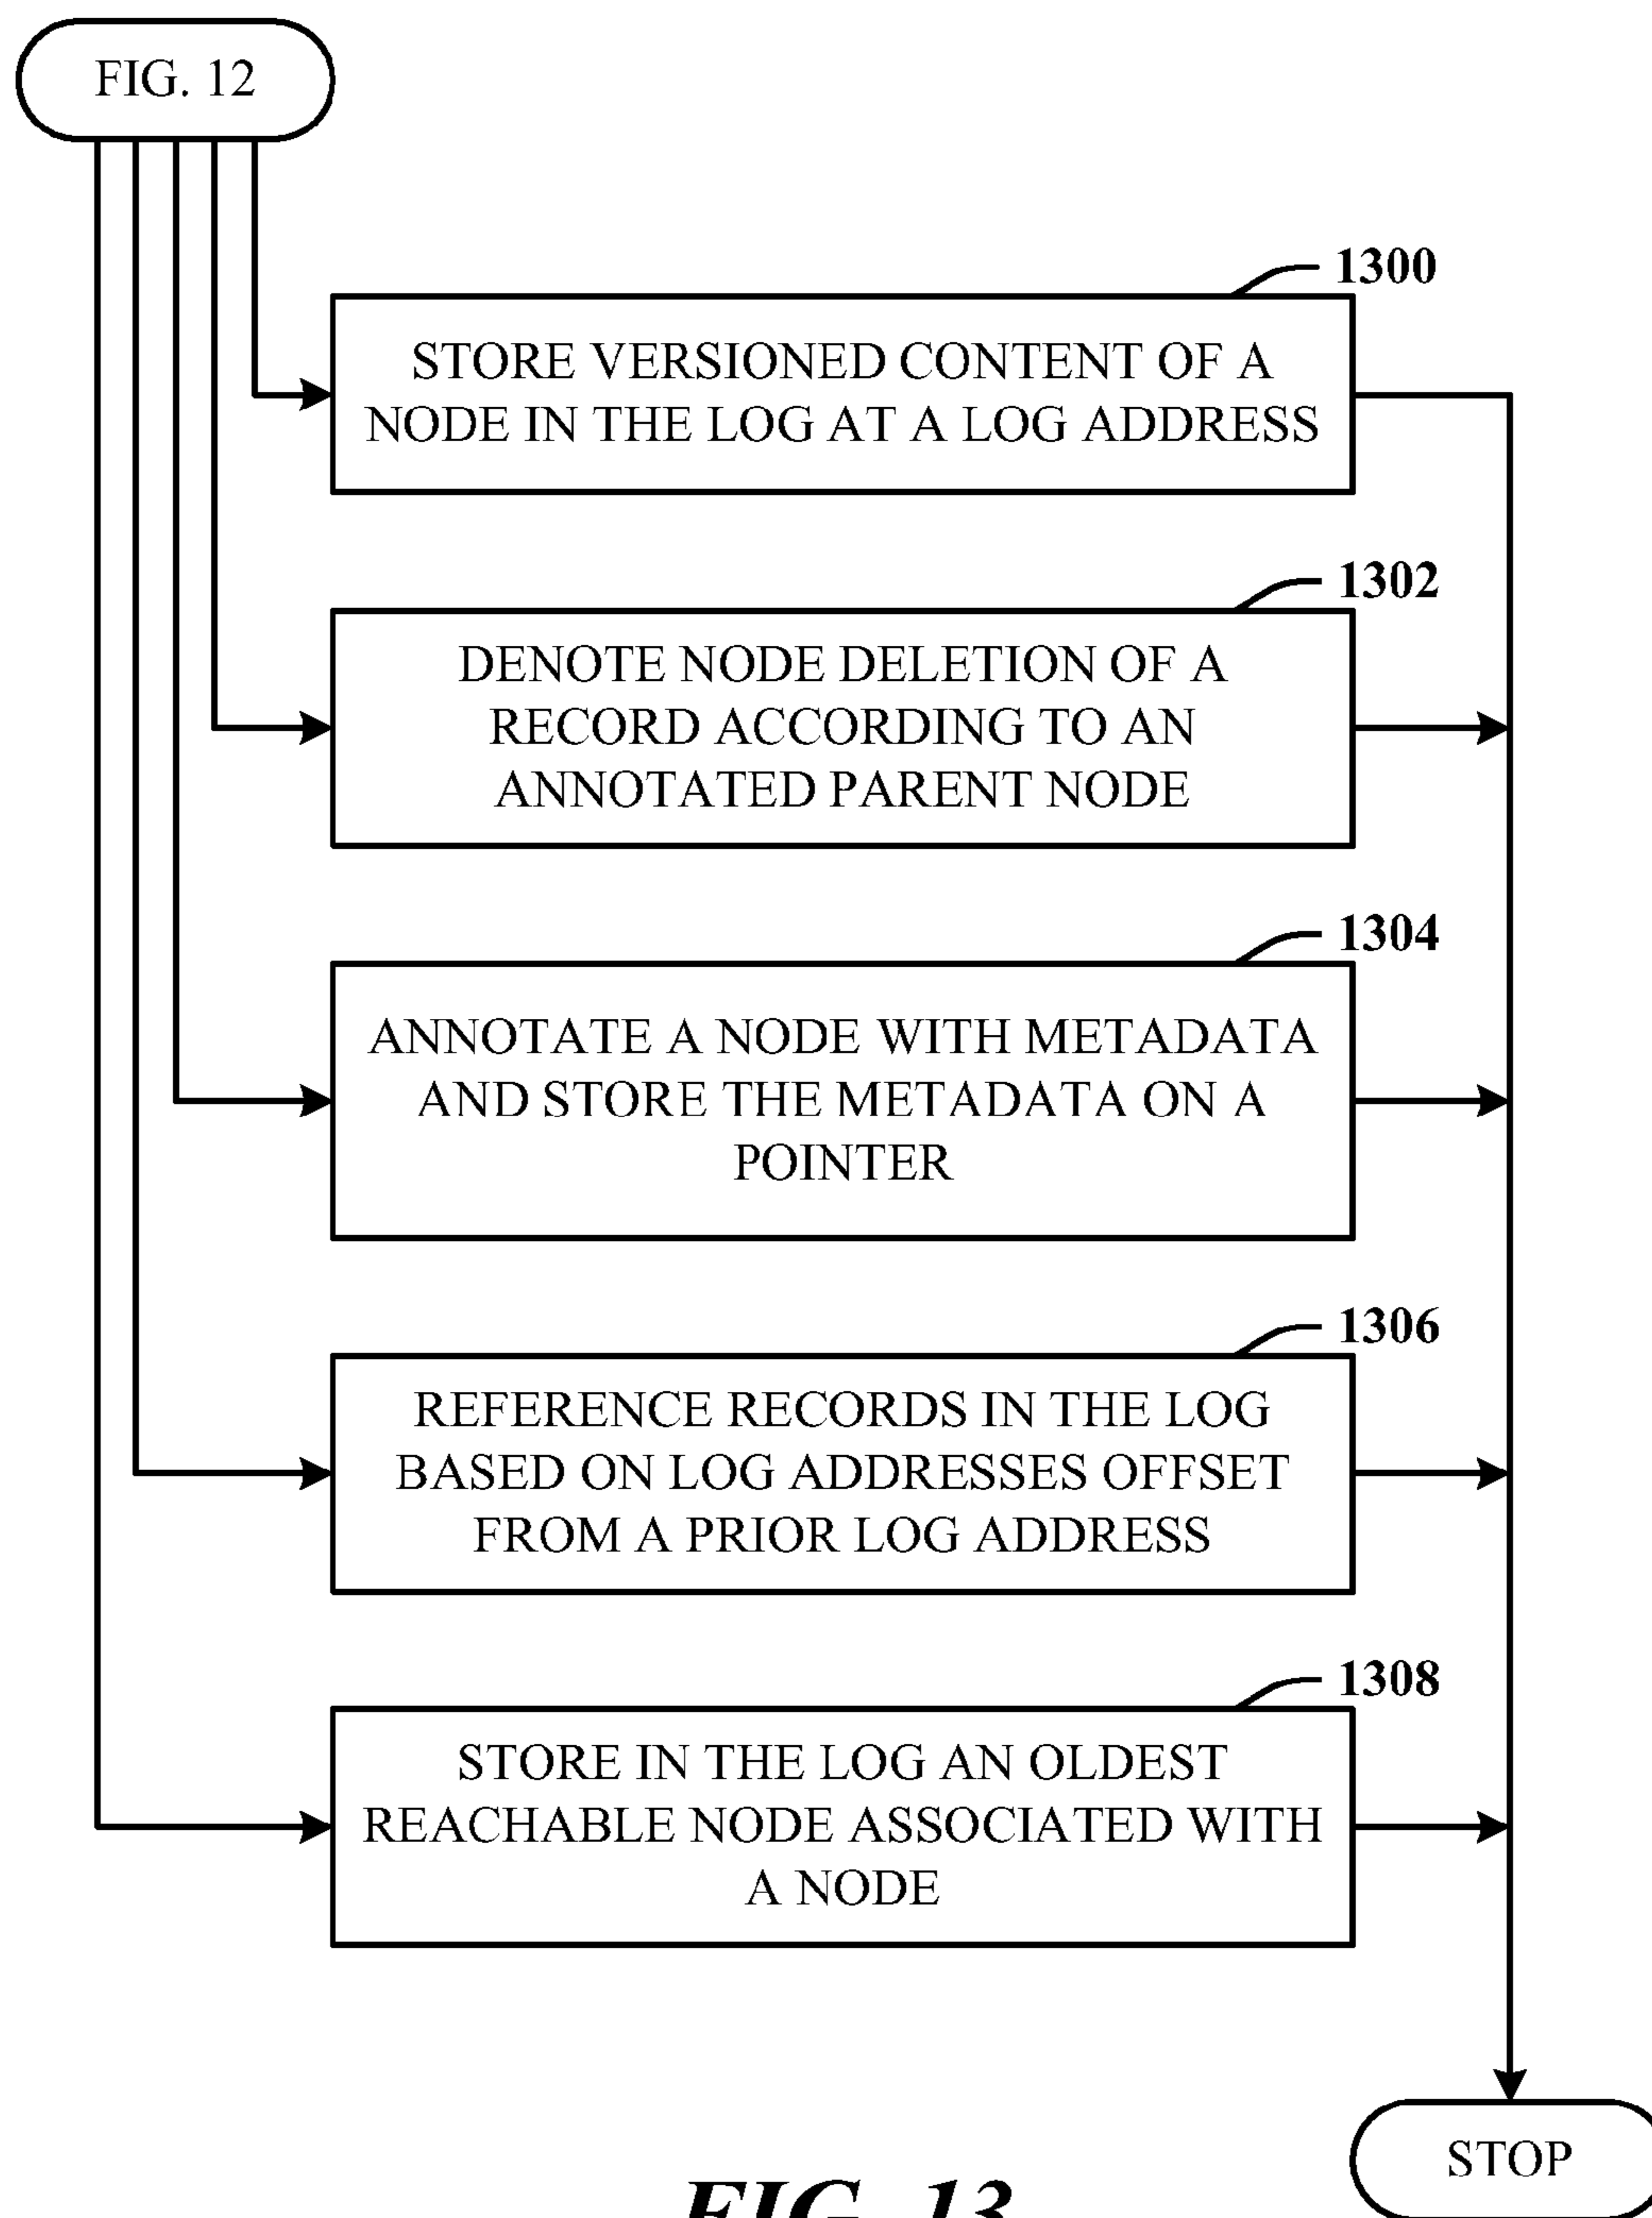 FIG. 12
1300
STORE VERSIONED CONTENT OF A
NODE IN THE LOG AT A LOG ADDRESS
1302
DENOTE NODE DELETION OF A
RECORD ACCORDING TO AN
ANNOTATED PARENT NODE
1304
ANNOTATE A NODE WITH METADATA
AND STORE THE METADATA ON A
POINTER
1306
REFERENCE RECORDS IN THE LOG
BASED ON LOG ADDRESSES OFFSET
FROM A PRIOR LOG ADDRESS
1308
STORE IN THE LOG AN OLDEST
REACHABLE NODE ASSOCIATED WITH
A NODE
STOP
FIG. 13